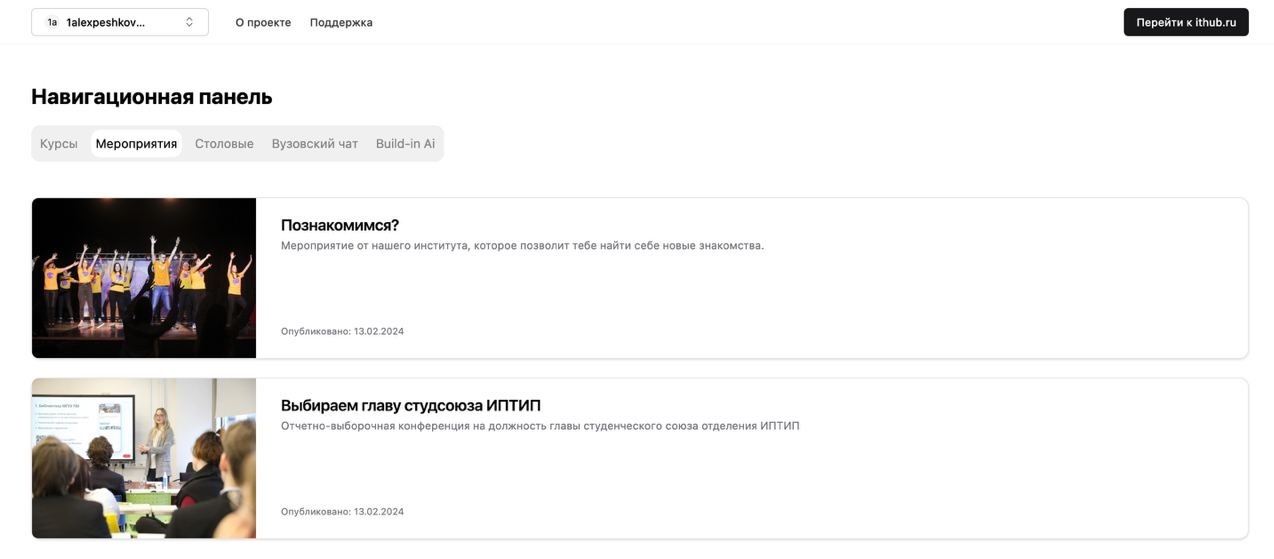 1a 1alexpeshkov... О проекте Поддержка Перейти к ithub.ru
Навигационная панель
Курсы Мероприятия Столовые Вузовский чат Build-in Ai
Познакомимся?
Мероприятие от нашего института, которое позволит тебе найти себе новые знакомства.
Опубликовано: 13.02.2024
Выбираем главу студсоюза ИПТИП
Отчетно-выборочная конференция на должность главы студенческого союза отделения ИПТИП
Опубликовано: 13.02.2024